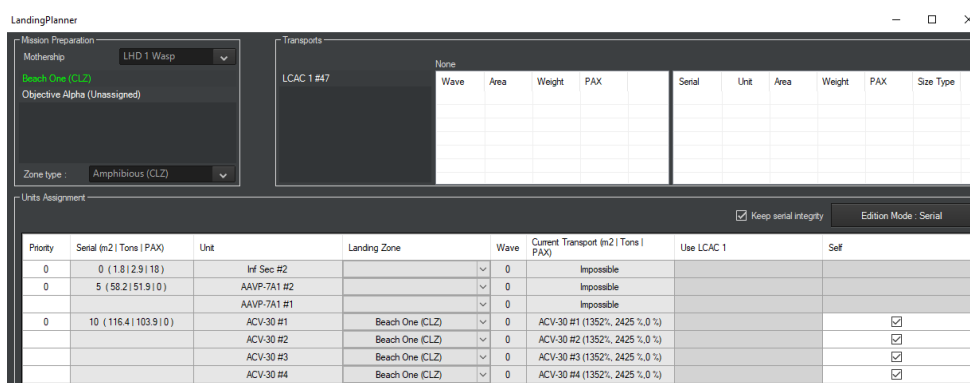 LandingPlanner
Mission Preparation
Mothership LHD 1 Wasp
Beach One (CLZ)
Objective Alpha (Unassigned)
Zone type : Amphibious (CLZ)
Transports
LCAC 1 #47
None
Wave Area Weight PAX
Serial Unit Area Weight PAX Size Type
Units Assignment
Keep serial integrity Edition Mode : Serial
Priority Serial (m2 | Tons | PAX) Unit Landing Zone Wave Current Transport (m2 | Tons | PAX) Use LCAC 1 Self
0 0 ( 1.8 | 2.9 | 18 ) Inf Sec #2 0 Impossible
0 5 ( 58.2 | 51.9 | 0 ) AAVP-7A1 #2 0 Impossible
AAVP-7A1 #1 0 Impossible
0 10 ( 116.4 | 103.9 | 0 ) ACV-30 #1 Beach One (CLZ) 0 ACV-30 #1 (1352%, 2425 %,0 %)
ACV-30 #2 Beach One (CLZ) 0 ACV-30 #2 (1352%, 2425 %,0 %)
ACV-30 #3 Beach One (CLZ) 0 ACV-30 #3 (1352%, 2425 %,0 %)
ACV-30 #4 Beach One (CLZ) 0 ACV-30 #4 (1352%, 2425 %,0 %)